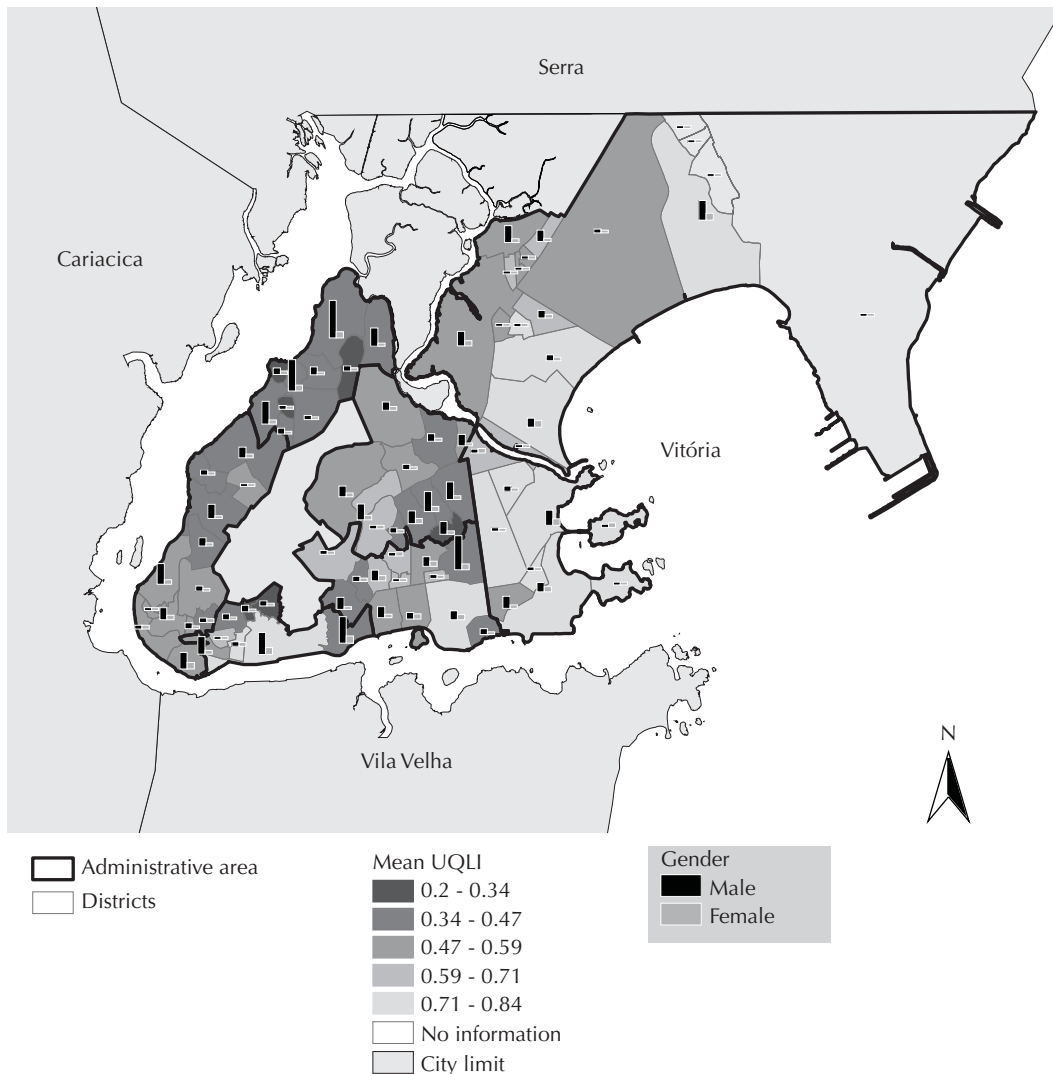 Serra
Cariacica
Vitória
Vila Velha
N
Administrative area
Districts
Mean UQLI
0.2 - 0.34
0.34 - 0.47
0.47 - 0.59
0.59 - 0.71
0.71 - 0.84
No information
City limit
Gender
Male
Female